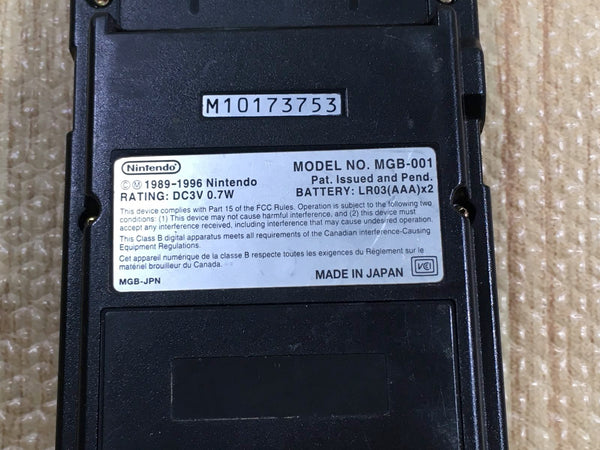 M10173753
Nintendo
©Ⓜ 1989-1996 Nintendo
RATING: DC3V 0.7W
MODEL NO. MGB-001
Pat. Issued and Pend.
BATTERY: LR03(AAA)x2
This device complies with Part 15 of the FCC Rules. Operation is subject to the following two
conditions: (1) This device may not cause harmful interference, and (2) this device must
accept any interference received, including interference that may cause undesired operation.
This Class B digital apparatus meets all requirements of the Canadian interference-Causing
Equipment Regulations.
Cet appareil numérique de la classe B respecte toutes les exigences du Règlement sur le
matériel brouilleur du Canada.
MADE IN JAPAN
VCI
MGB-JPN